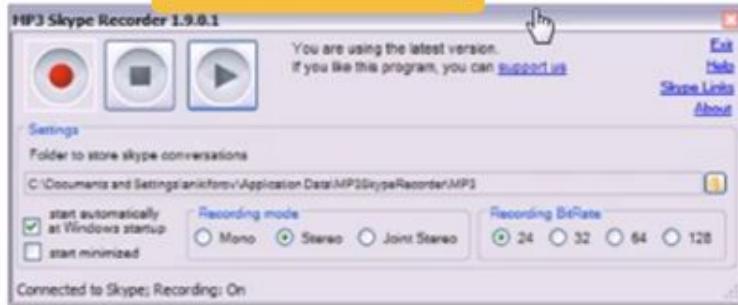 MP3 Skype Recorder 1.9.0.1
You are using the latest version.
If you like this program, you can support us
Exit
Help
Skype Links
About
Settings
Folder to store skype conversations
C:\Documents and Settings\anikiforov\Application Data\MP3SkypeRecorder\MP3
start automatically
at Windows startup
start minimized
Recording mode
Mono
Stereo
Joint Stereo
Recording BitRate
24
32
64
128
Connected to Skype; Recording: On